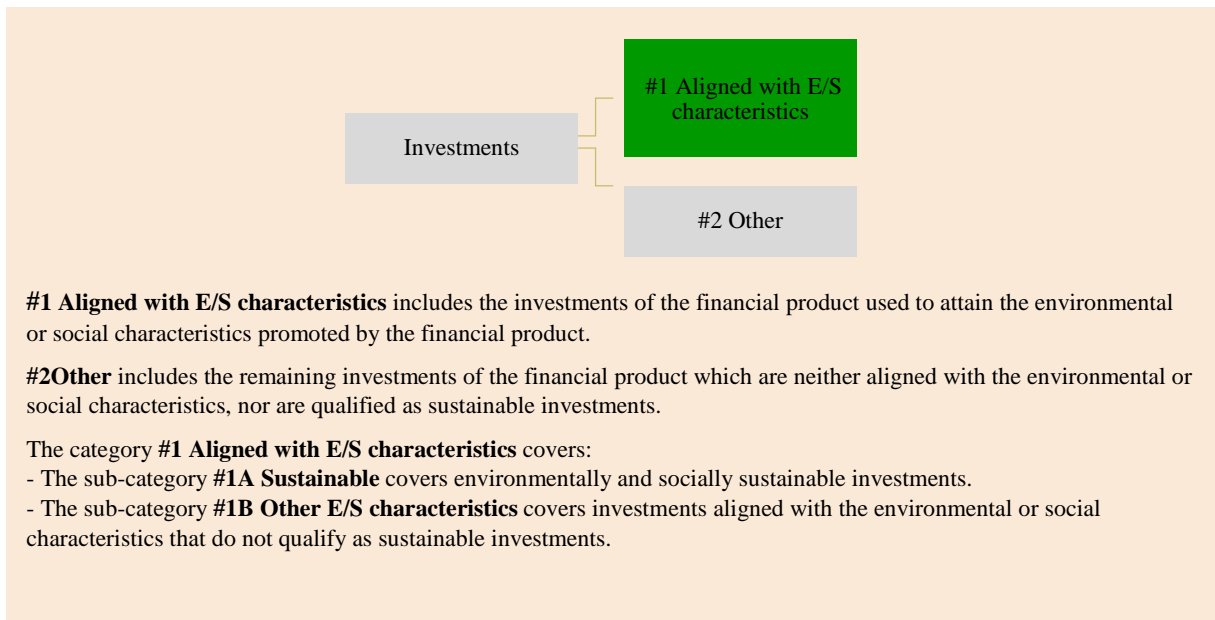 #1 Aligned with E/S
characteristics
Investments
#2 Other
#1 Aligned with E/S characteristics includes the investments of the financial product used to attain the environmental
or social characteristics promoted by the financial product.
#2Other includes the remaining investments of the financial product which are neither aligned with the environmental or
social characteristics, nor are qualified as sustainable investments.
The category #1 Aligned with E/S characteristics covers:
- The sub-category #1A Sustainable covers environmentally and socially sustainable investments.
- The sub-category #1B Other E/S characteristics covers investments aligned with the environmental or social
characteristics that do not qualify as sustainable investments.